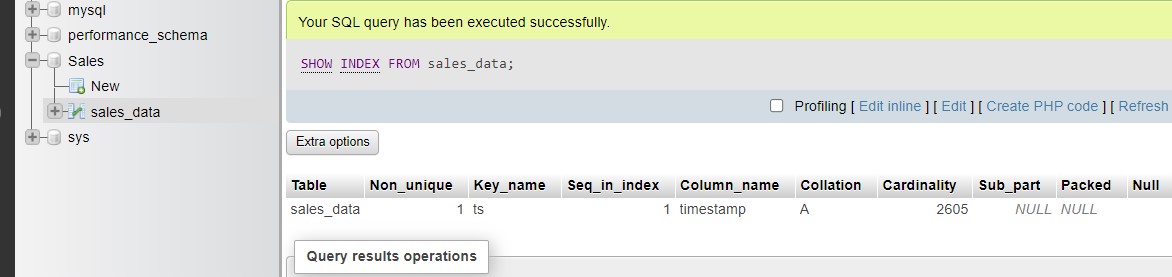 mysql
performance_schema
Sales
New
sales_data
sys
Your SQL query has been executed successfully.
SHOW INDEX FROM sales_data;
Profiling [ Edit inline ] [ Edit ] [ Create PHP code ] [ Refresh
Extra options
Table Non_unique Key_name Seq_in_index Column_name Collation Cardinality Sub_part Packed Null
sales_data 1 ts 1 timestamp A 2605 NULL NULL
Query results operations